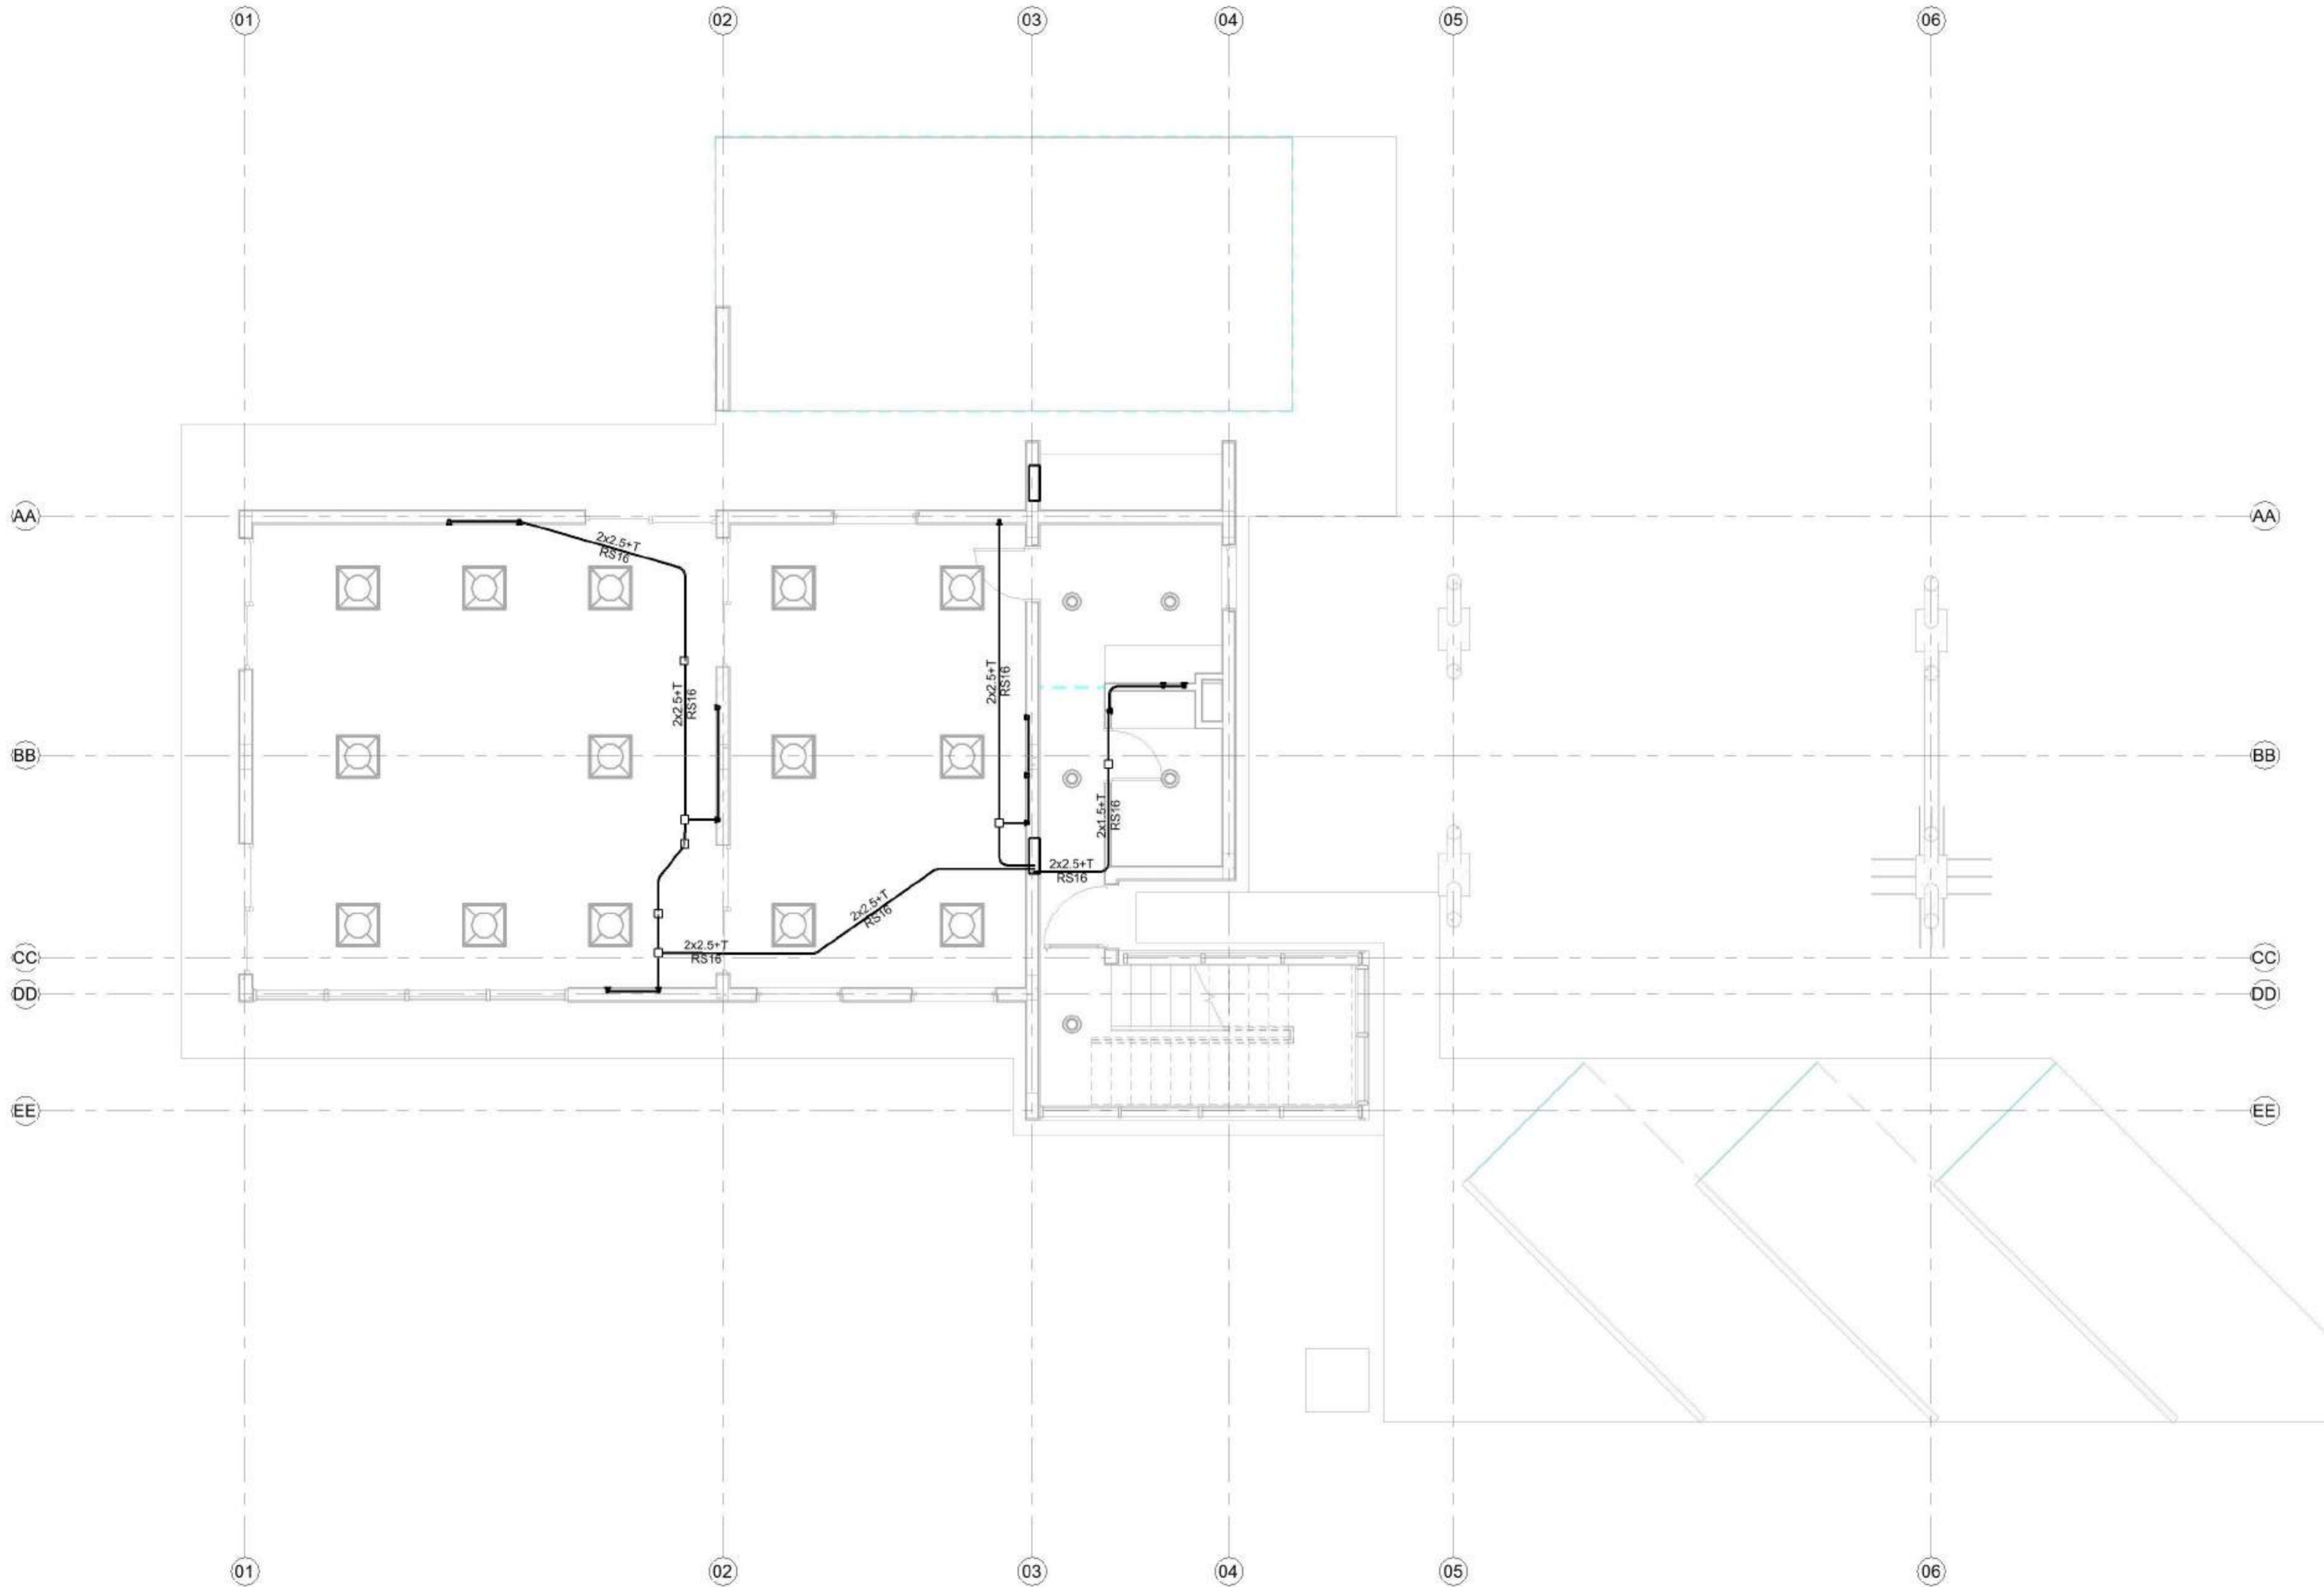 01
02
03
04
05
06
AA
AA
2x2.5+T
RS16
2x2.5+T
RS16
2x2.5+T
RS16
BB
BB
2x1.5+T
RS16
2x2.5+T
RS16
2x2.5+T
RS16
2x2.5+T
RS16
CC
CC
DD
DD
EE
EE
01
02
03
04
05
06